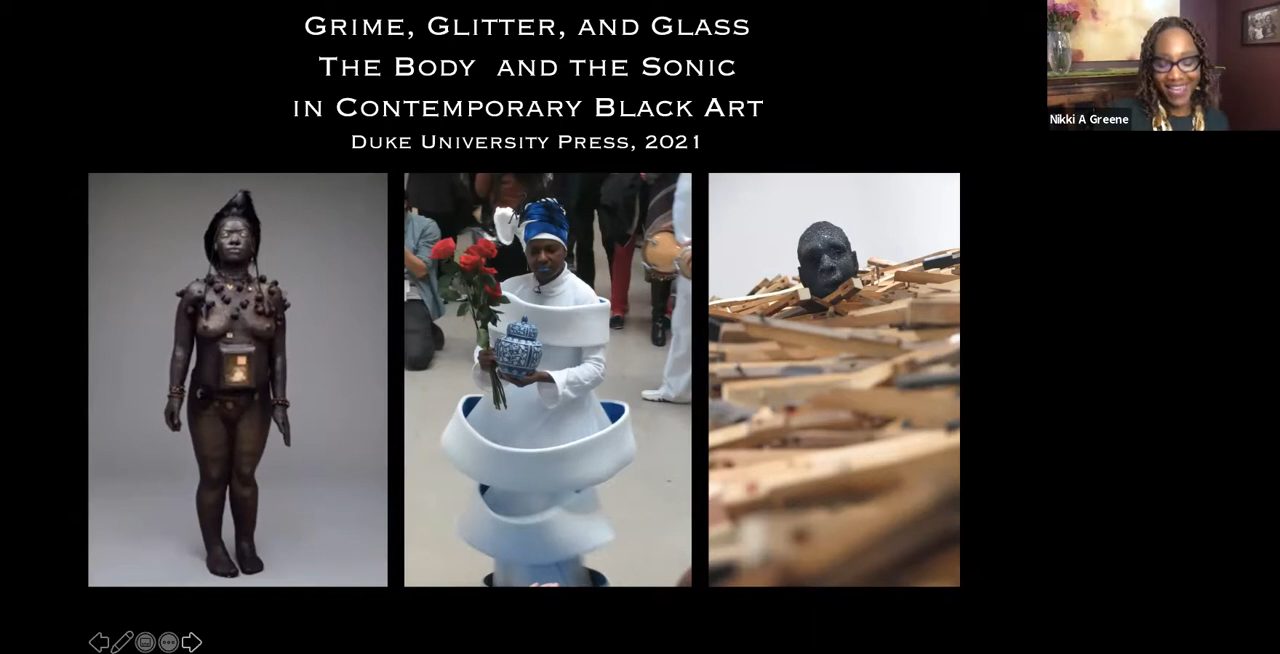 GRIME, GLITTER, AND GLASS
THE BODY AND THE SONIC
IN CONTEMPORARY BLACK ART
DUKE UNIVERSITY PRESS, 2021
Nikki A Greene